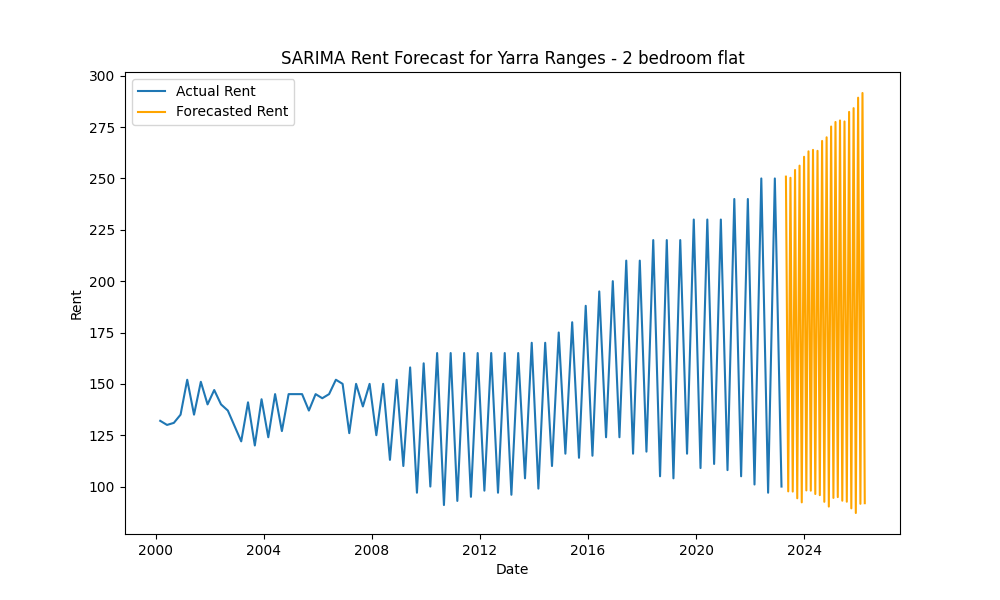 SARIMA Rent Forecast for Yarra Ranges - 2 bedroom flat
Actual Rent
Forecasted Rent
300
275
250
225
200
175
150
125
100
Rent
2000 2004 2008 2012 2016 2020 2024
Date